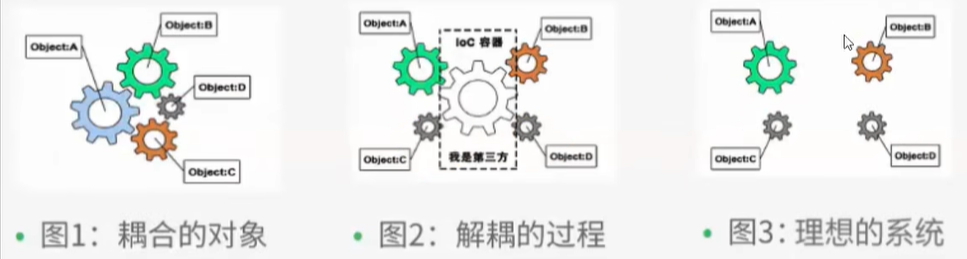 Object:B
Object:A
Object:D
Object:C
• 图1：耦合的对象
Object:A
IoC 容器
Object:B
Object:C
我是第三方
Object:D
• 图2：解耦的过程
Object:A
Object:B
Object:C
Object:D
• 图3：理想的系统